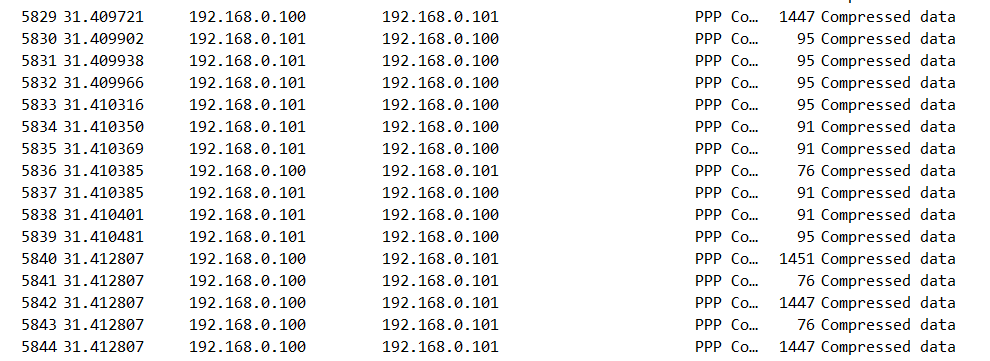 5829 31.409721 192.168.0.100 192.168.0.101 PPP Co… 1447 Compressed data
5830 31.409902 192.168.0.101 192.168.0.100 PPP Co… 95 Compressed data
5831 31.409938 192.168.0.101 192.168.0.100 PPP Co… 95 Compressed data
5832 31.409966 192.168.0.101 192.168.0.100 PPP Co… 95 Compressed data
5833 31.410316 192.168.0.101 192.168.0.100 PPP Co… 95 Compressed data
5834 31.410350 192.168.0.101 192.168.0.100 PPP Co… 91 Compressed data
5835 31.410369 192.168.0.101 192.168.0.100 PPP Co… 91 Compressed data
5836 31.410385 192.168.0.100 192.168.0.101 PPP Co… 76 Compressed data
5837 31.410385 192.168.0.101 192.168.0.100 PPP Co… 91 Compressed data
5838 31.410401 192.168.0.101 192.168.0.100 PPP Co… 91 Compressed data
5839 31.410481 192.168.0.101 192.168.0.100 PPP Co… 95 Compressed data
5840 31.412807 192.168.0.100 192.168.0.101 PPP Co… 1451 Compressed data
5841 31.412807 192.168.0.100 192.168.0.101 PPP Co… 76 Compressed data
5842 31.412807 192.168.0.100 192.168.0.101 PPP Co… 1447 Compressed data
5843 31.412807 192.168.0.100 192.168.0.101 PPP Co… 76 Compressed data
5844 31.412807 192.168.0.100 192.168.0.101 PPP Co… 1447 Compressed data